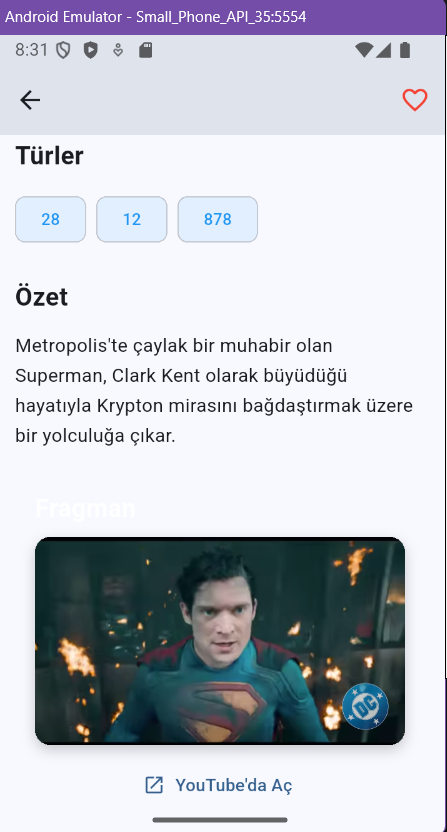 Android Emulator - Small_Phone_API_35:5554
8:31
Türler
28 12 878
Özet
Metropolis'te çaylak bir muhabir olan
Superman, Clark Kent olarak büyüdüğü
hayatıyla Krypton mirasını bağdaştırmak üzere
bir yolculuğa çıkar.
Fragman
DC
YouTube'da Aç